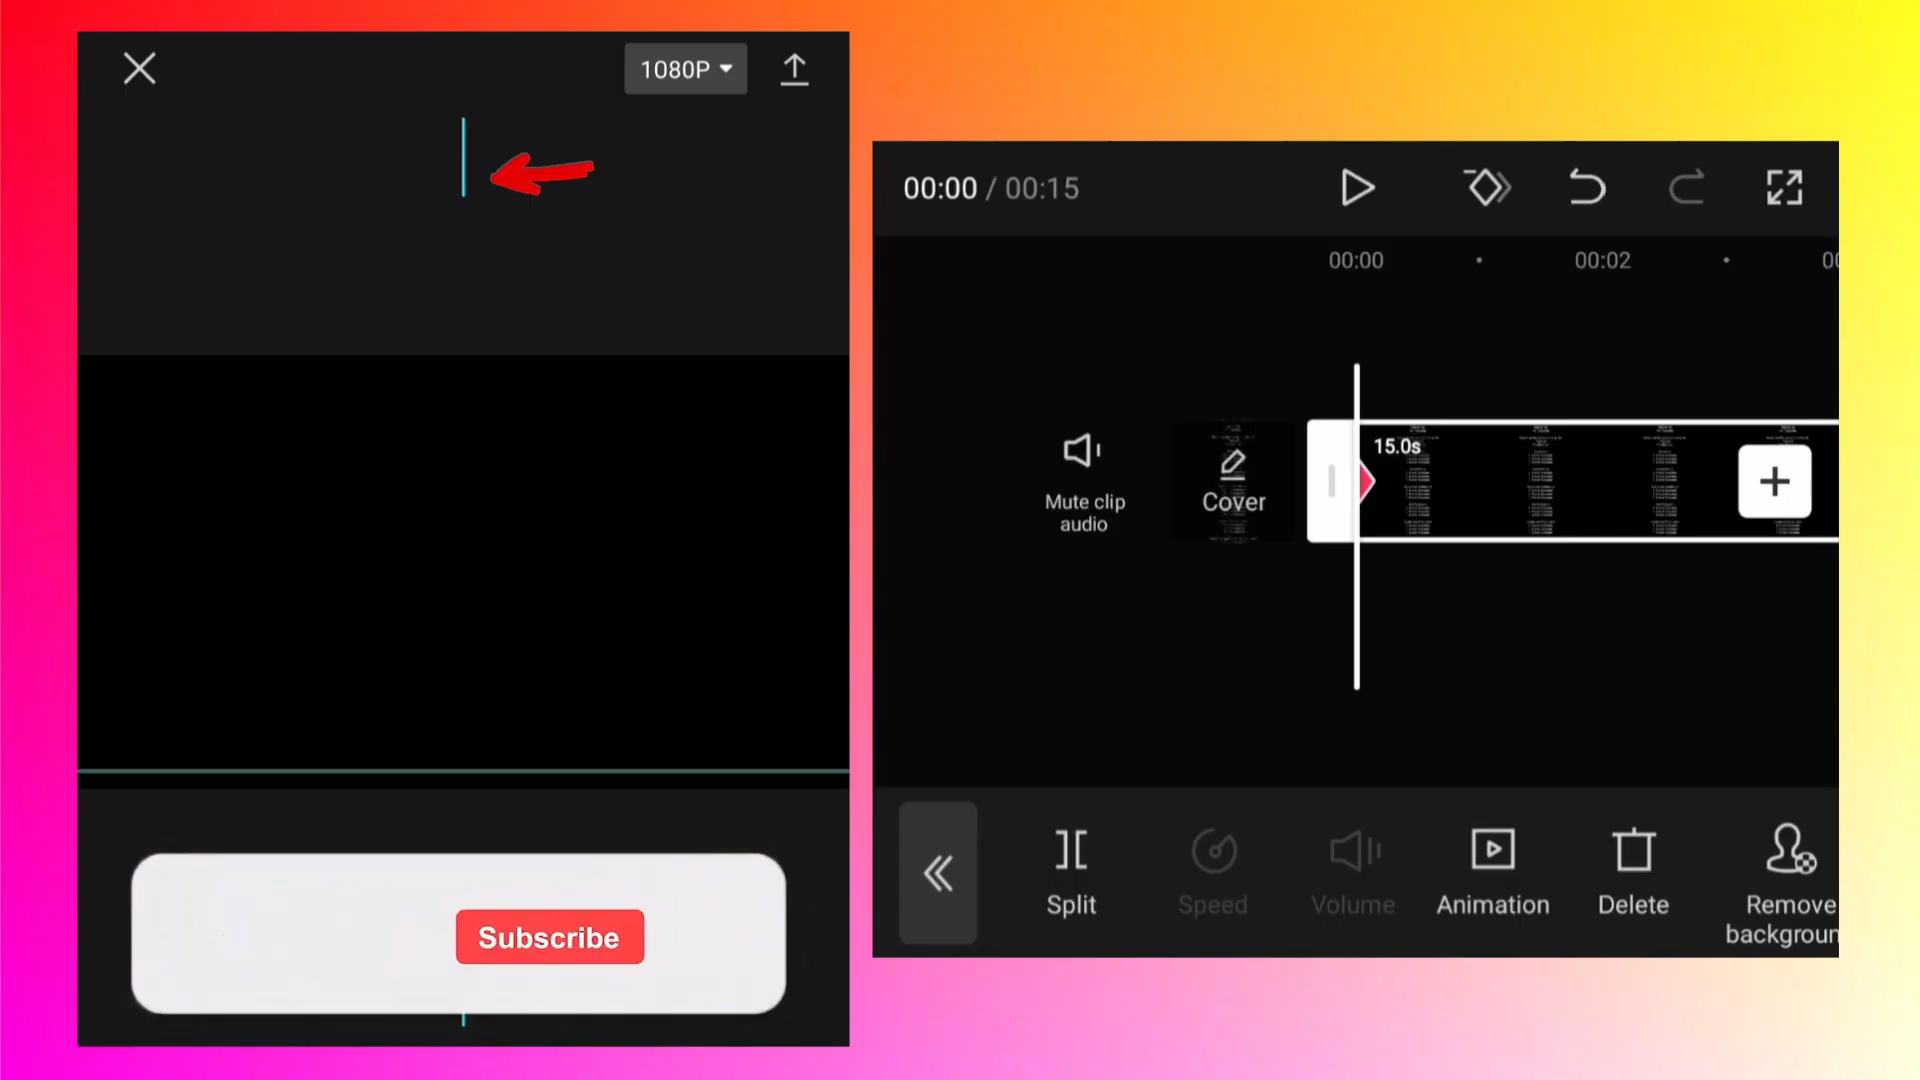 1080P
00:00 / 00:15
00:00
00:02
15.0s
Mute clip
audio
Cover
Split
Speed
Volume
Animation
Delete
Remove
backgroun
Subscribe